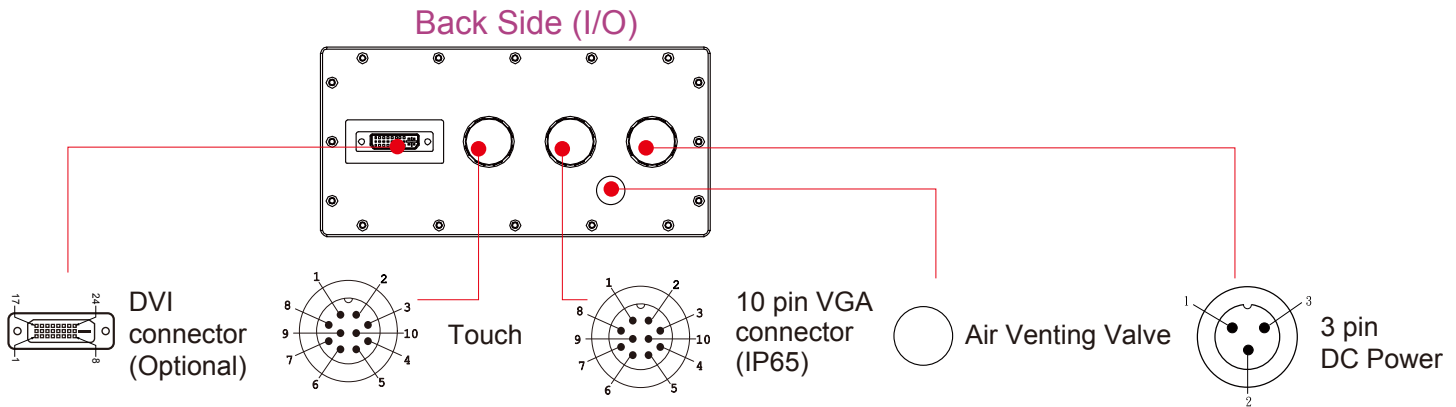 Back Side (I/O)
17
24
1
8
DVI
connector
(Optional)
1
2
8
3
9
10
7
4
6
5
Touch
1
2
8
3
9
10
7
4
6
5
10 pin VGA
connector
(IP65)
Air Venting Valve
1
3
2
3 pin
DC Power